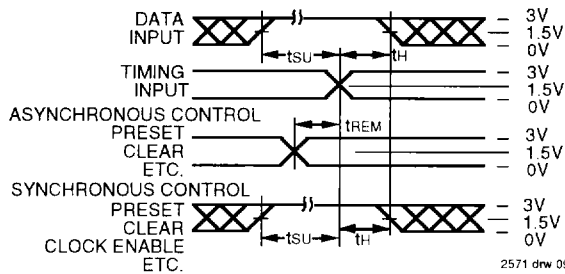 DATA INPUT
3V
1.5V
0V
tSU
tH
TIMING INPUT
3V
1.5V
0V
ASYNCHRONOUS CONTROL
PRESET
CLEAR
ETC.
tREM
3V
1.5V
0V
SYNCHRONOUS CONTROL
PRESET
CLEAR
CLOCK ENABLE
ETC.
tSU
tH
3V
1.5V
0V
2571 drw